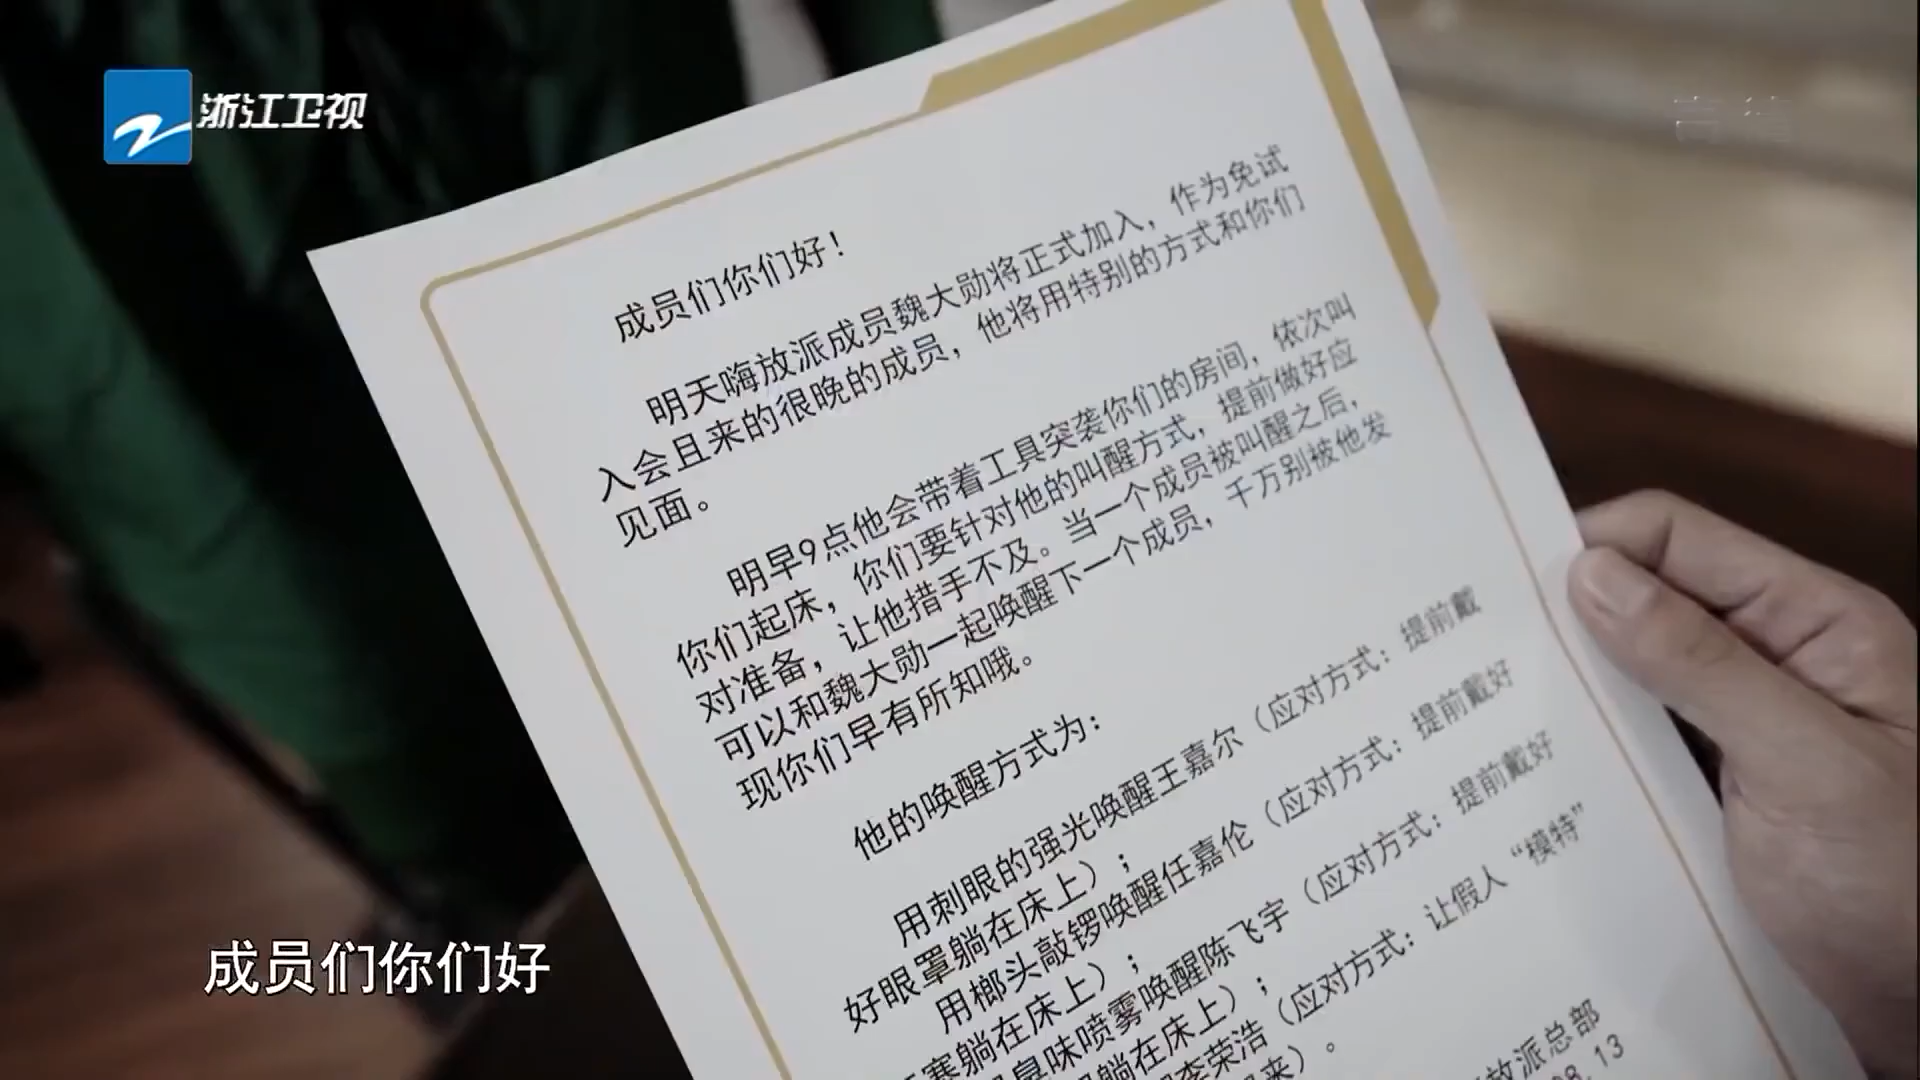 浙江卫视
成员们你们好！
明天嗨放派成员魏大勋将正式加入，作为免试
入会且来的很晚的成员，他将用特别的方式和你们
见面。
明早9点他会带着工具突袭你们的房间，依次叫
你们起床，你们要针对他的叫醒方式，提前做好应
对准备，让他措手不及。当一个成员被叫醒之后，
可以和魏大勋一起唤醒下一个成员，千万别被他发
现你们早有所知哦。
他的唤醒方式为：
用刺眼的强光唤醒王嘉尔（应对方式：提前戴
好眼罩躺在床上）；
用榔头敲锣唤醒任嘉伦（应对方式：提前戴好
塞躺在床上）；
臭味喷雾唤醒陈飞宇（应对方式：提前戴好
躺在床上）；
李荣浩（应对方式：让假人“模特”
来）。
放派总部
08.13
成员们你们好